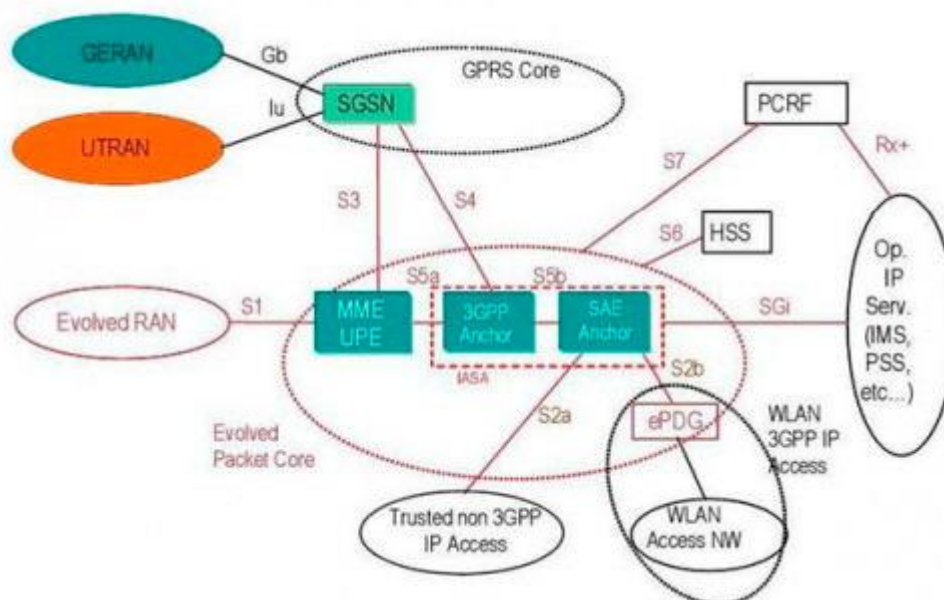 GERAN
Gb
GPRS Core
SGSN
PCRF
Iu
UTRAN
Rx+
S7
S3
S4
S6
HSS
Op.
IP
Serv.
(IMS,
PSS,
etc...)
S5a
S5b
S1
MME
UPE
3GPP
Anchor
SAE
Anchor
SGi
Evolved RAN
IASA
S2b
S2a
ePDG
WLAN
3GPP IP
Access
Evolved
Packet Core
Trusted non 3GPP
IP Access
WLAN
Access NW